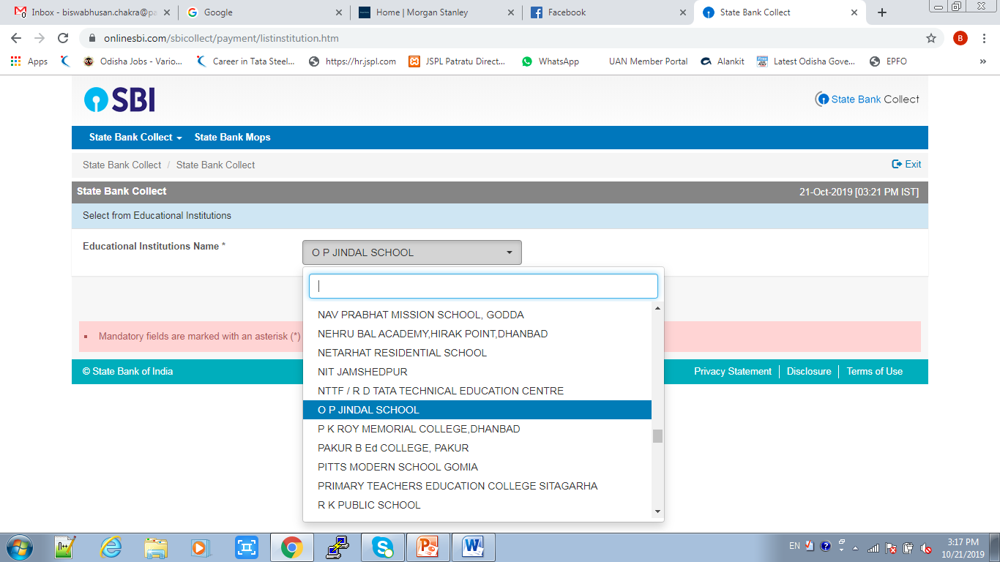 Inbox - biswabhusan.chakra@pa
Google
Home | Morgan Stanley
Facebook
State Bank Collect
onlinesbi.com/sbicollect/payment/listinstitution.htm
B
Apps
Odisha Jobs - Vario...
Career in Tata Steel...
https://hr.jspl.com
JSPL Patratu Direct...
WhatsApp
UAN Member Portal
Alankit
Latest Odisha Gove...
EPFO
»
SBI
State Bank Collect
State Bank Collect
State Bank Mops
State Bank Collect / State Bank Collect
Exit
State Bank Collect
21-Oct-2019 [03:21 PM IST]
Select from Educational Institutions
Educational Institutions Name *
O P JINDAL SCHOOL
NAV PRABHAT MISSION SCHOOL, GODDA
NEHRU BAL ACADEMY,HIRAK POINT,DHANBAD
NETARHAT RESIDENTIAL SCHOOL
NIT JAMSHEDPUR
NTTF / R D TATA TECHNICAL EDUCATION CENTRE
O P JINDAL SCHOOL
P K ROY MEMORIAL COLLEGE,DHANBAD
PAKUR B Ed COLLEGE, PAKUR
PITTS MODERN SCHOOL GOMIA
PRIMARY TEACHERS EDUCATION COLLEGE SITAGARHA
R K PUBLIC SCHOOL
Mandatory fields are marked with an asterisk (*)
© State Bank of India
Privacy Statement
Disclosure
Terms of Use
EN
3:17 PM
10/21/2019